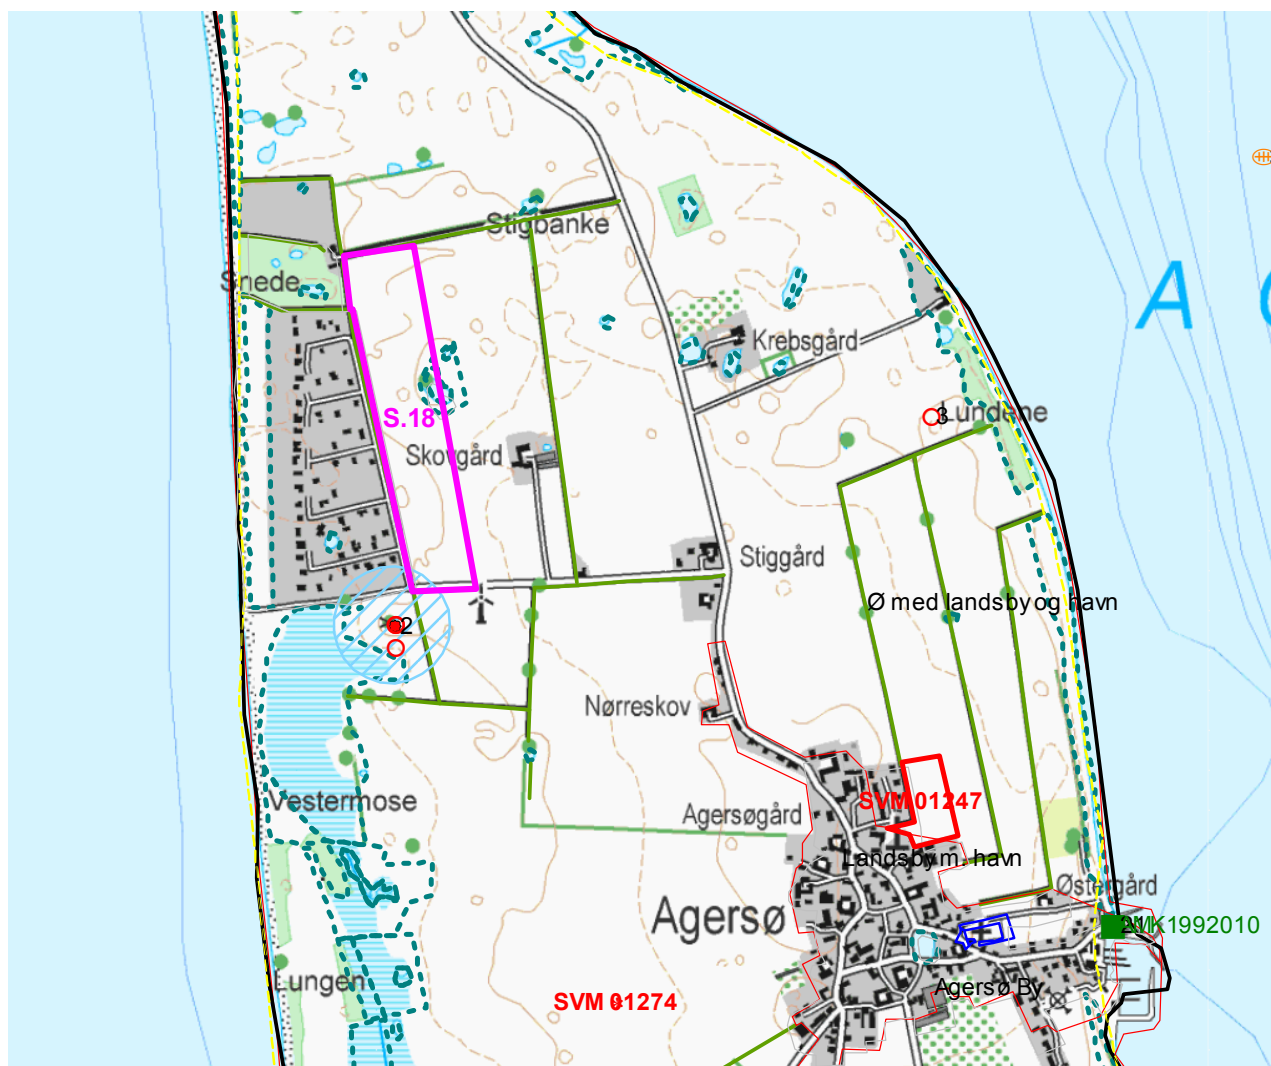 Stigbanke
Snede
A
Krebsgård
S.18
3
Lundene
Skovgård
Stiggård
Ø med landsby og havn
2
Nørreskov
Vestermose
SVM 01247
Agersøgård
Landsby m. havn
Østergård
Agersø
Agersø By
Lungen
SVM 01274